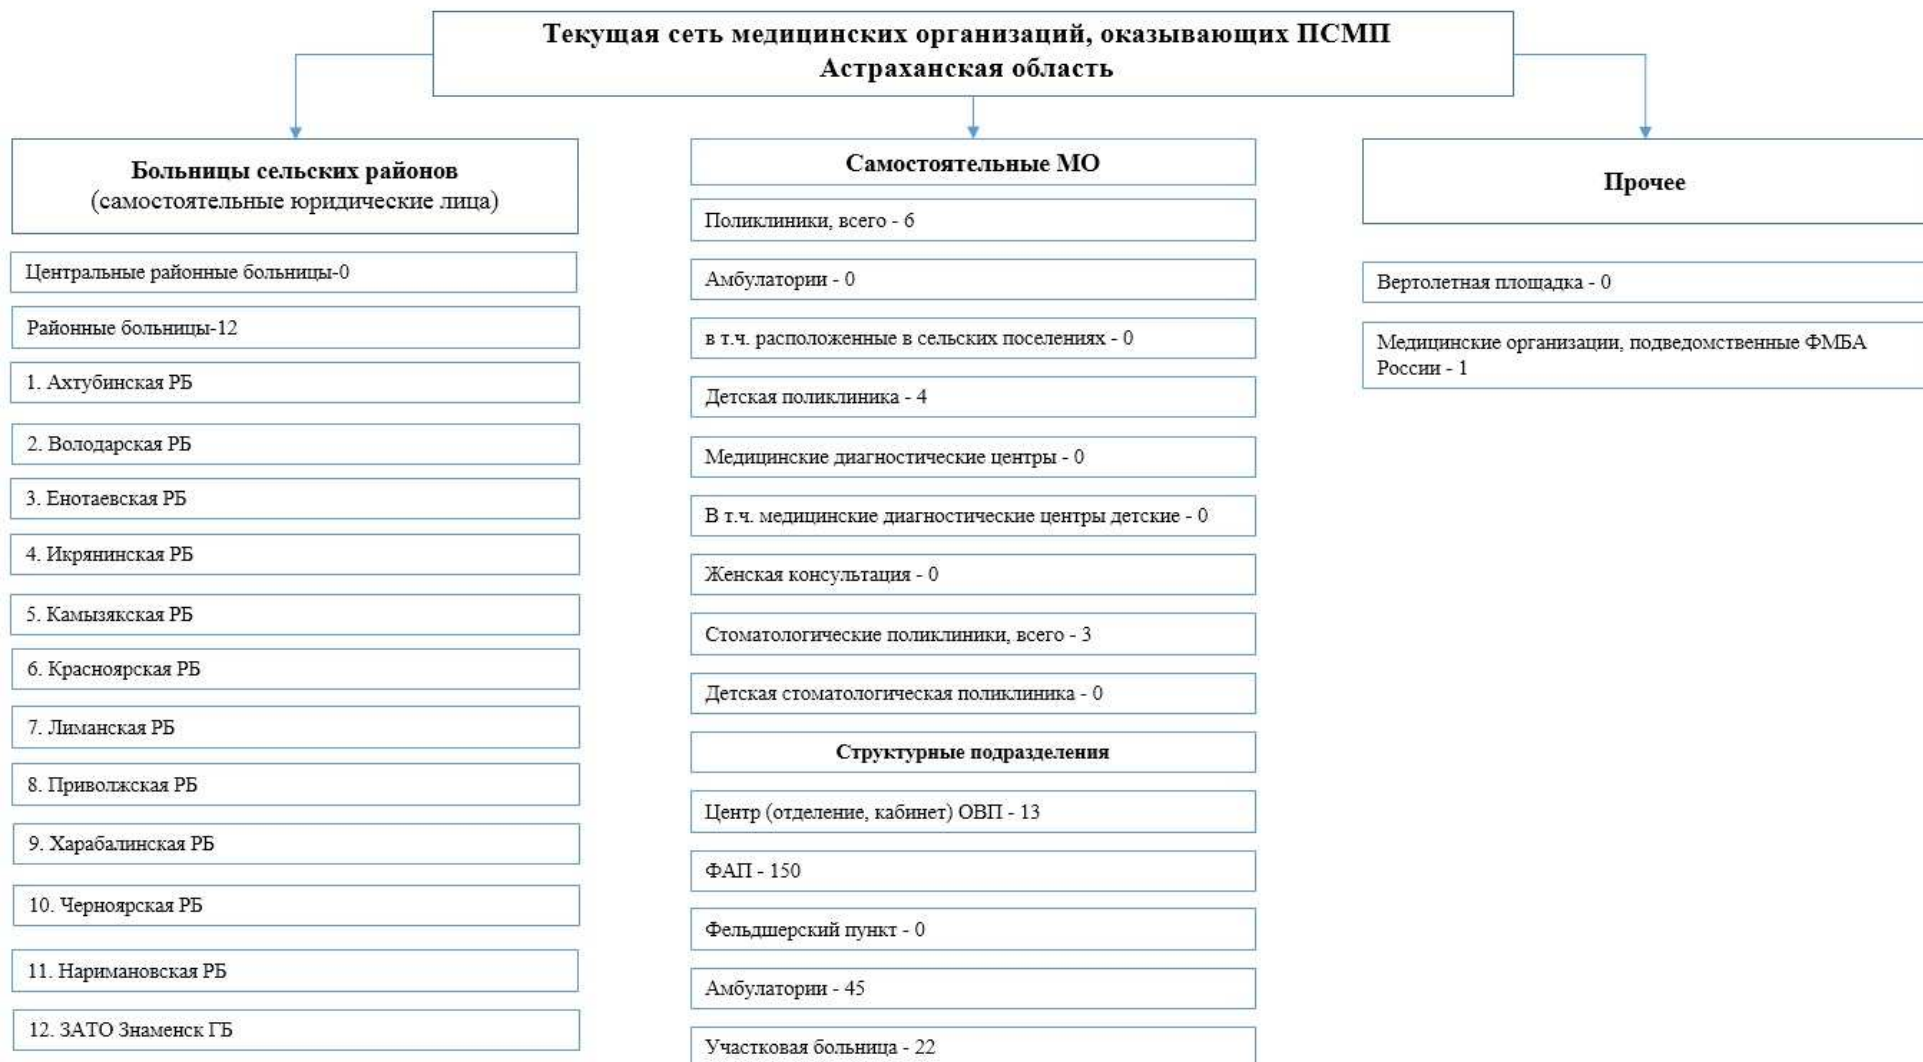 Текущая сеть медицинских организаций, оказывающих ПСМП
Астраханская область
Больницы сельских районов
(самостоятельные юридические лица)
Центральные районные больницы-0
Районные больницы-12
1. Ахтубинская РБ
2. Володарская РБ
3. Енотаевская РБ
4. Икрянинская РБ
5. Камызякская РБ
6. Красноярская РБ
7. Лиманская РБ
8. Приволжская РБ
9. Харабалинская РБ
10. Черноярская РБ
11. Наримановская РБ
12. ЗАТО Знаменск ГБ
Самостоятельные МО
Поликлиники, всего - 6
Амбулатории - 0
в т.ч. расположенные в сельских поселениях - 0
Детская поликлиника - 4
Медицинские диагностические центры - 0
В т.ч. медицинские диагностические центры детские - 0
Женская консультация - 0
Стоматологические поликлиники, всего - 3
Детская стоматологическая поликлиника - 0
Структурные подразделения
Центр (отделение, кабинет) ОВП - 13
ФАП - 150
Фельдшерский пункт - 0
Амбулатории - 45
Участковая больница - 22
Прочее
Вертолетная площадка - 0
Медицинские организации, подведомственные ФМБА
России - 1